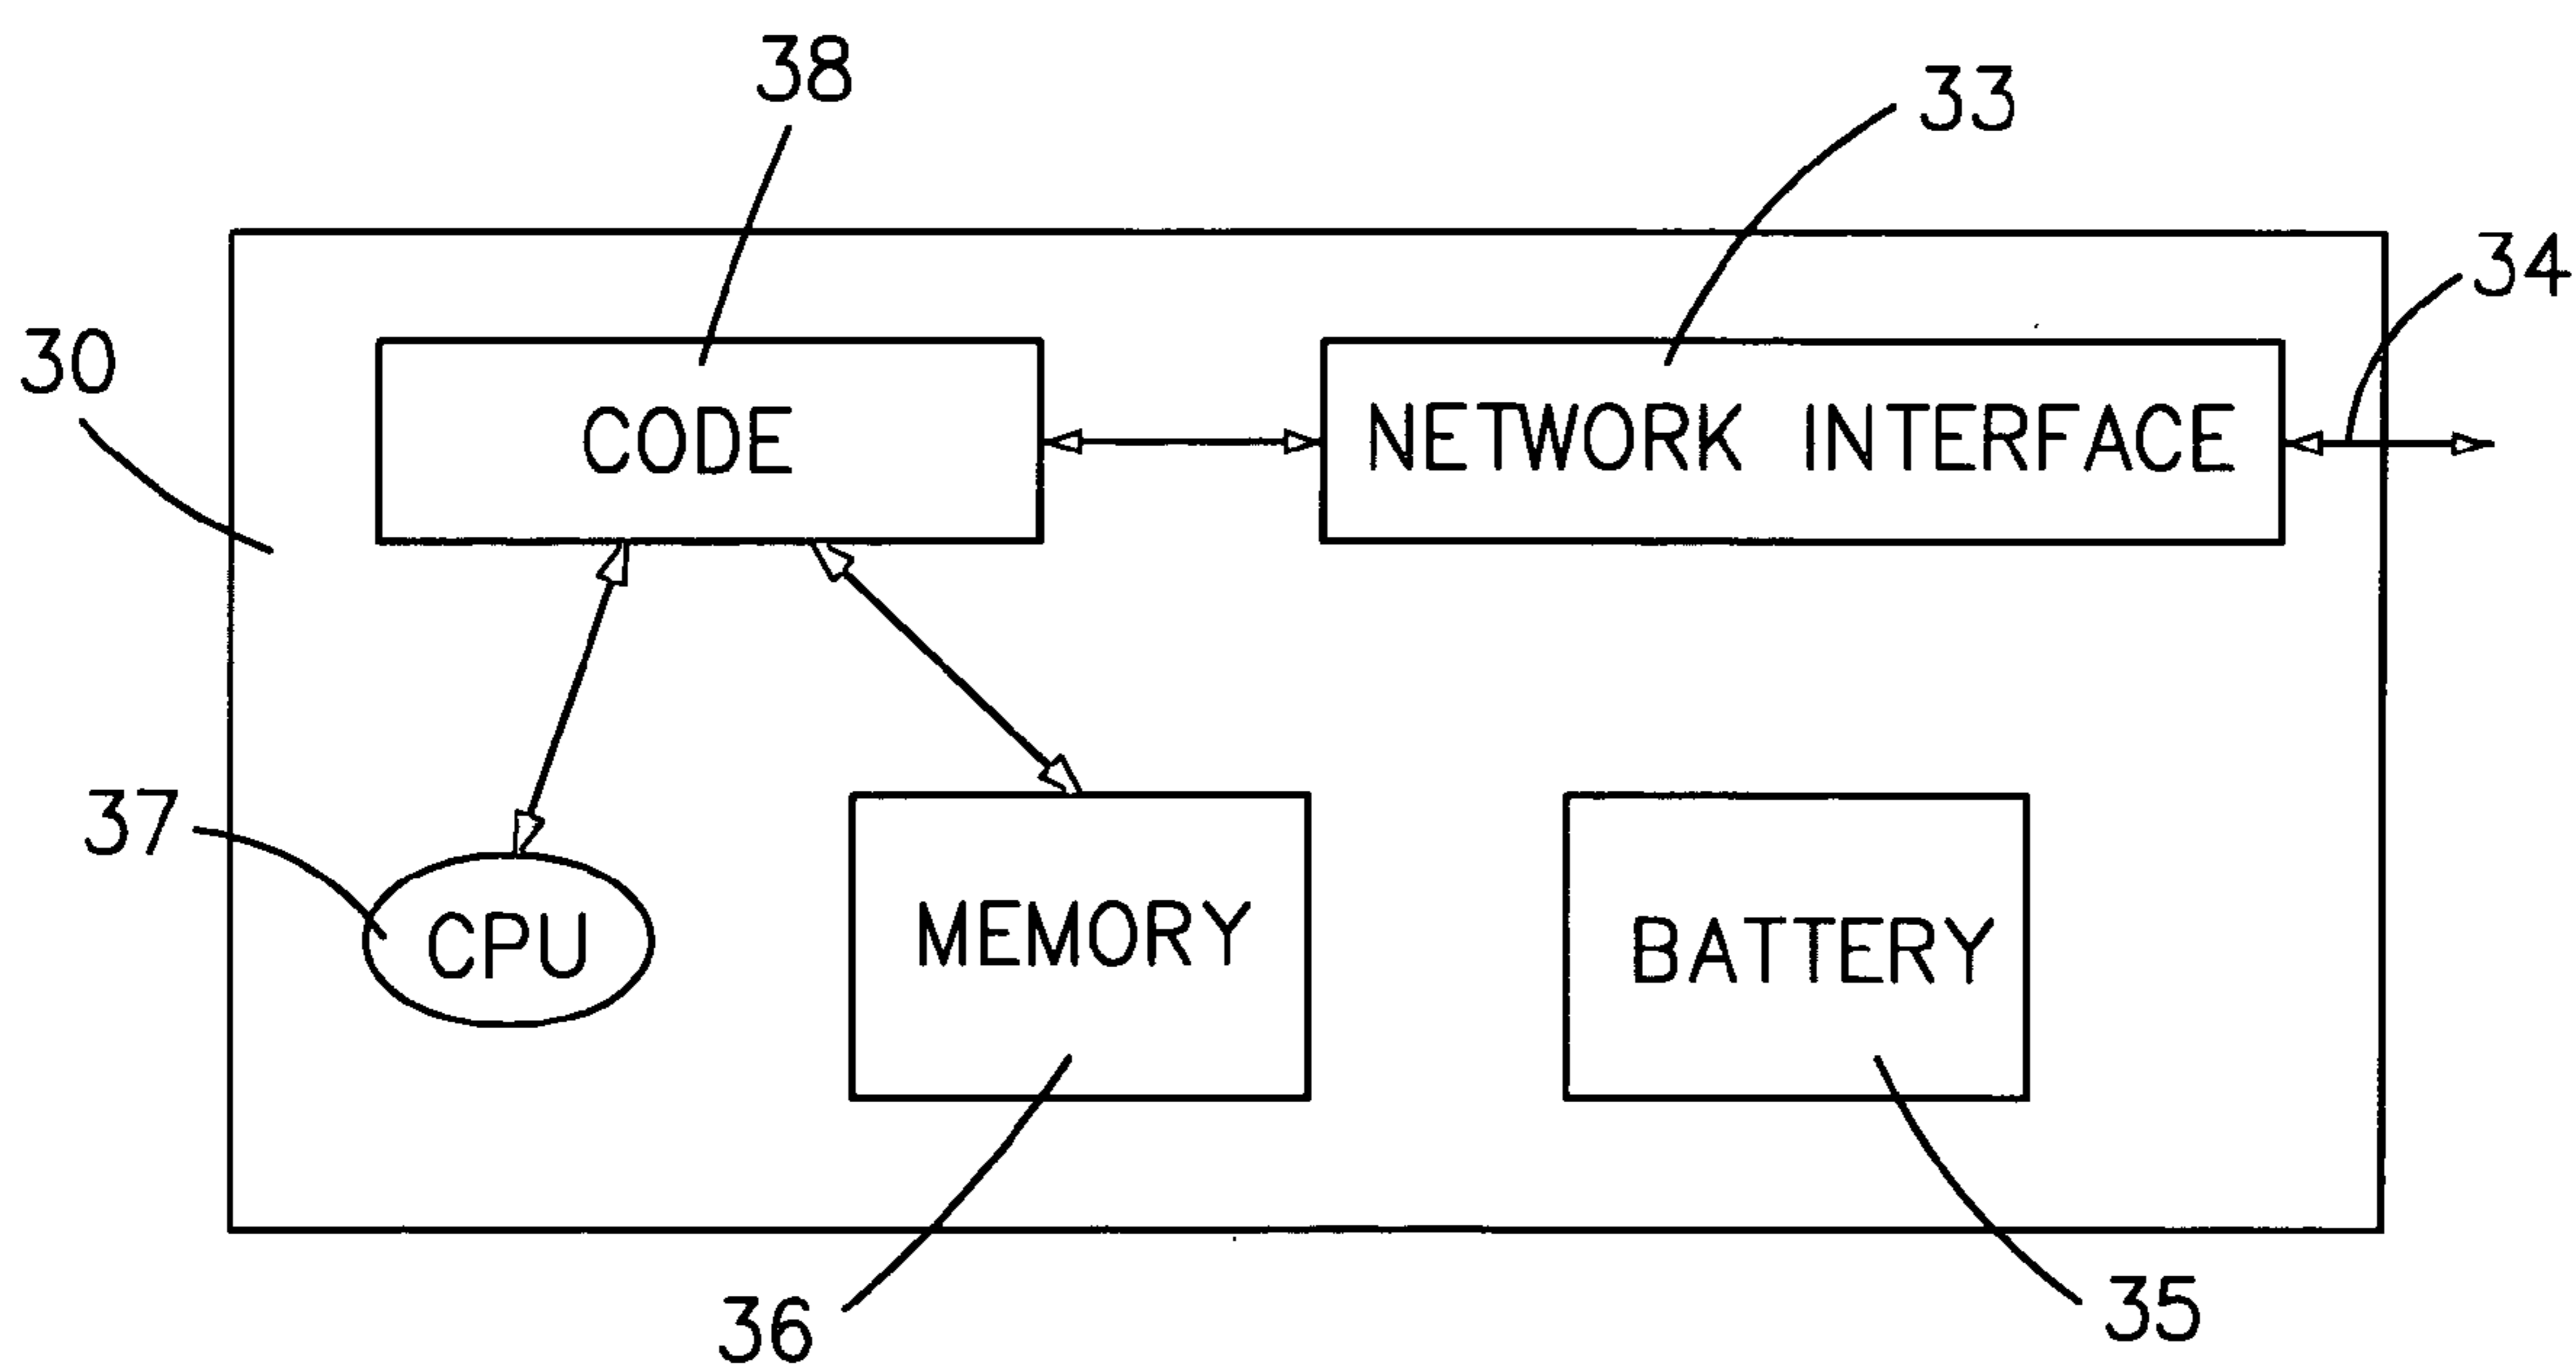 38
33
34
30
CODE
NETWORK INTERFACE
37
CPU
MEMORY
BATTERY
36
35